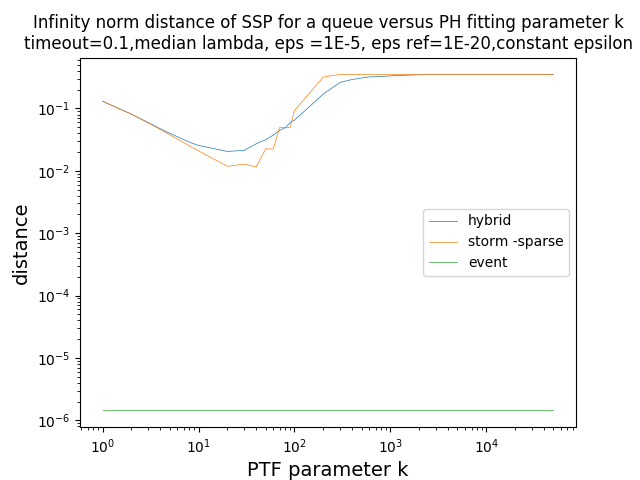 Infinity norm distance of SSP for a queue versus PH fitting parameter k
timeout=0.1,median lambda, eps =1E-5, eps ref=1E-20,constant epsilon
distance
10⁻¹
10⁻²
10⁻³
10⁻⁴
10⁻⁵
10⁻⁶
hybrid
storm -sparse
event
10⁰ 10¹ 10² 10³ 10⁴
PTF parameter k